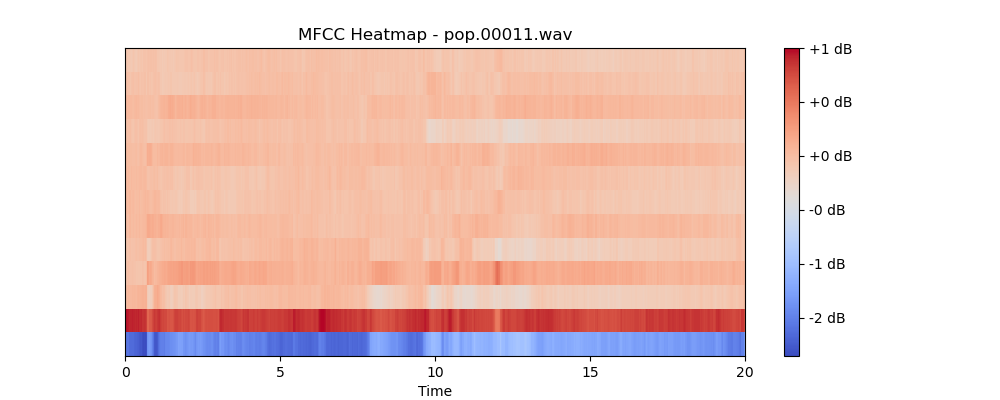 MFCC Heatmap - pop.00011.wav
+1 dB
+0 dB
+0 dB
-0 dB
-1 dB
-2 dB
0 5 10 15 20
Time